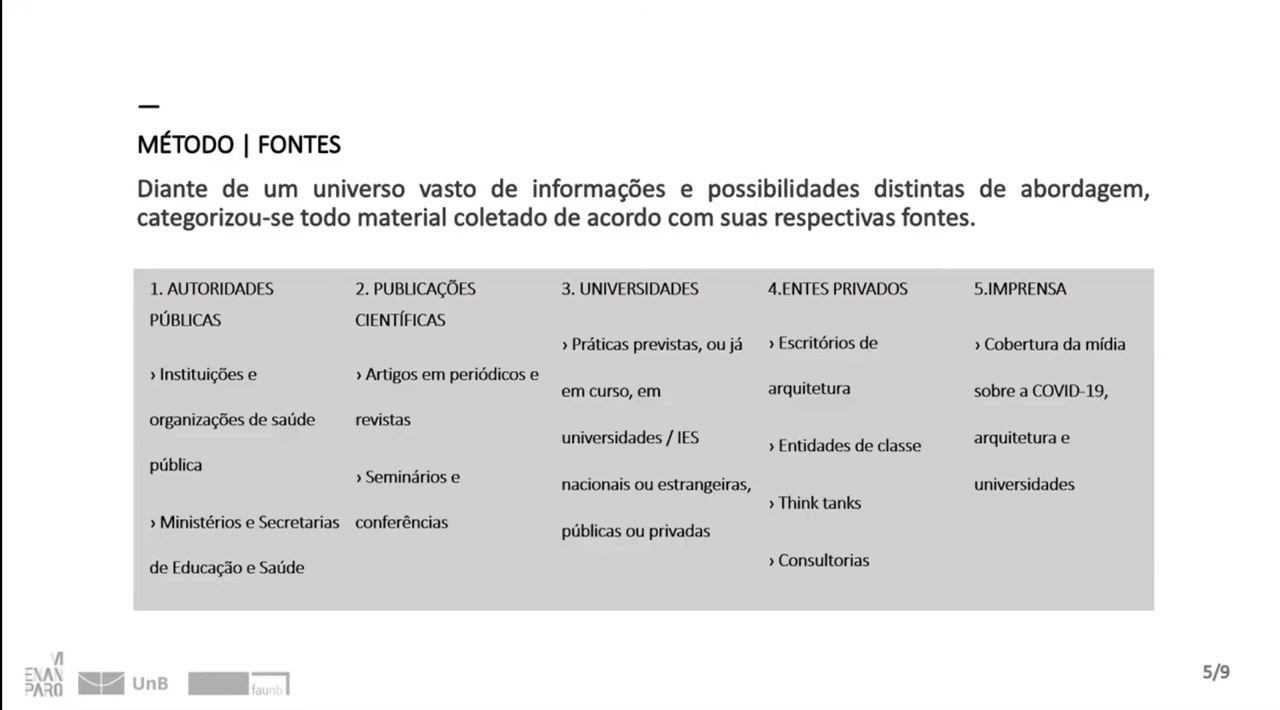 MÉTODO | FONTES
Diante de um universo vasto de informações e possibilidades distintas de abordagem,
categorizou-se todo material coletado de acordo com suas respectivas fontes.
1. AUTORIDADES
PÚBLICAS
› Instituições e
organizações de saúde
pública
› Ministérios e Secretarias
de Educação e Saúde
2. PUBLICAÇÕES
CIENTÍFICAS
› Artigos em periódicos e
revistas
› Seminários e
conferências
3. UNIVERSIDADES
› Práticas previstas, ou já
em curso, em
universidades / IES
nacionais ou estrangeiras,
públicas ou privadas
4.ENTES PRIVADOS
› Escritórios de
arquitetura
› Entidades de classe
› Think tanks
› Consultorias
5.IMPRENSA
› Cobertura da mídia
sobre a COVID-19,
arquitetura e
universidades
VI
ENAN
PARQ
UnB
faunb
5/9